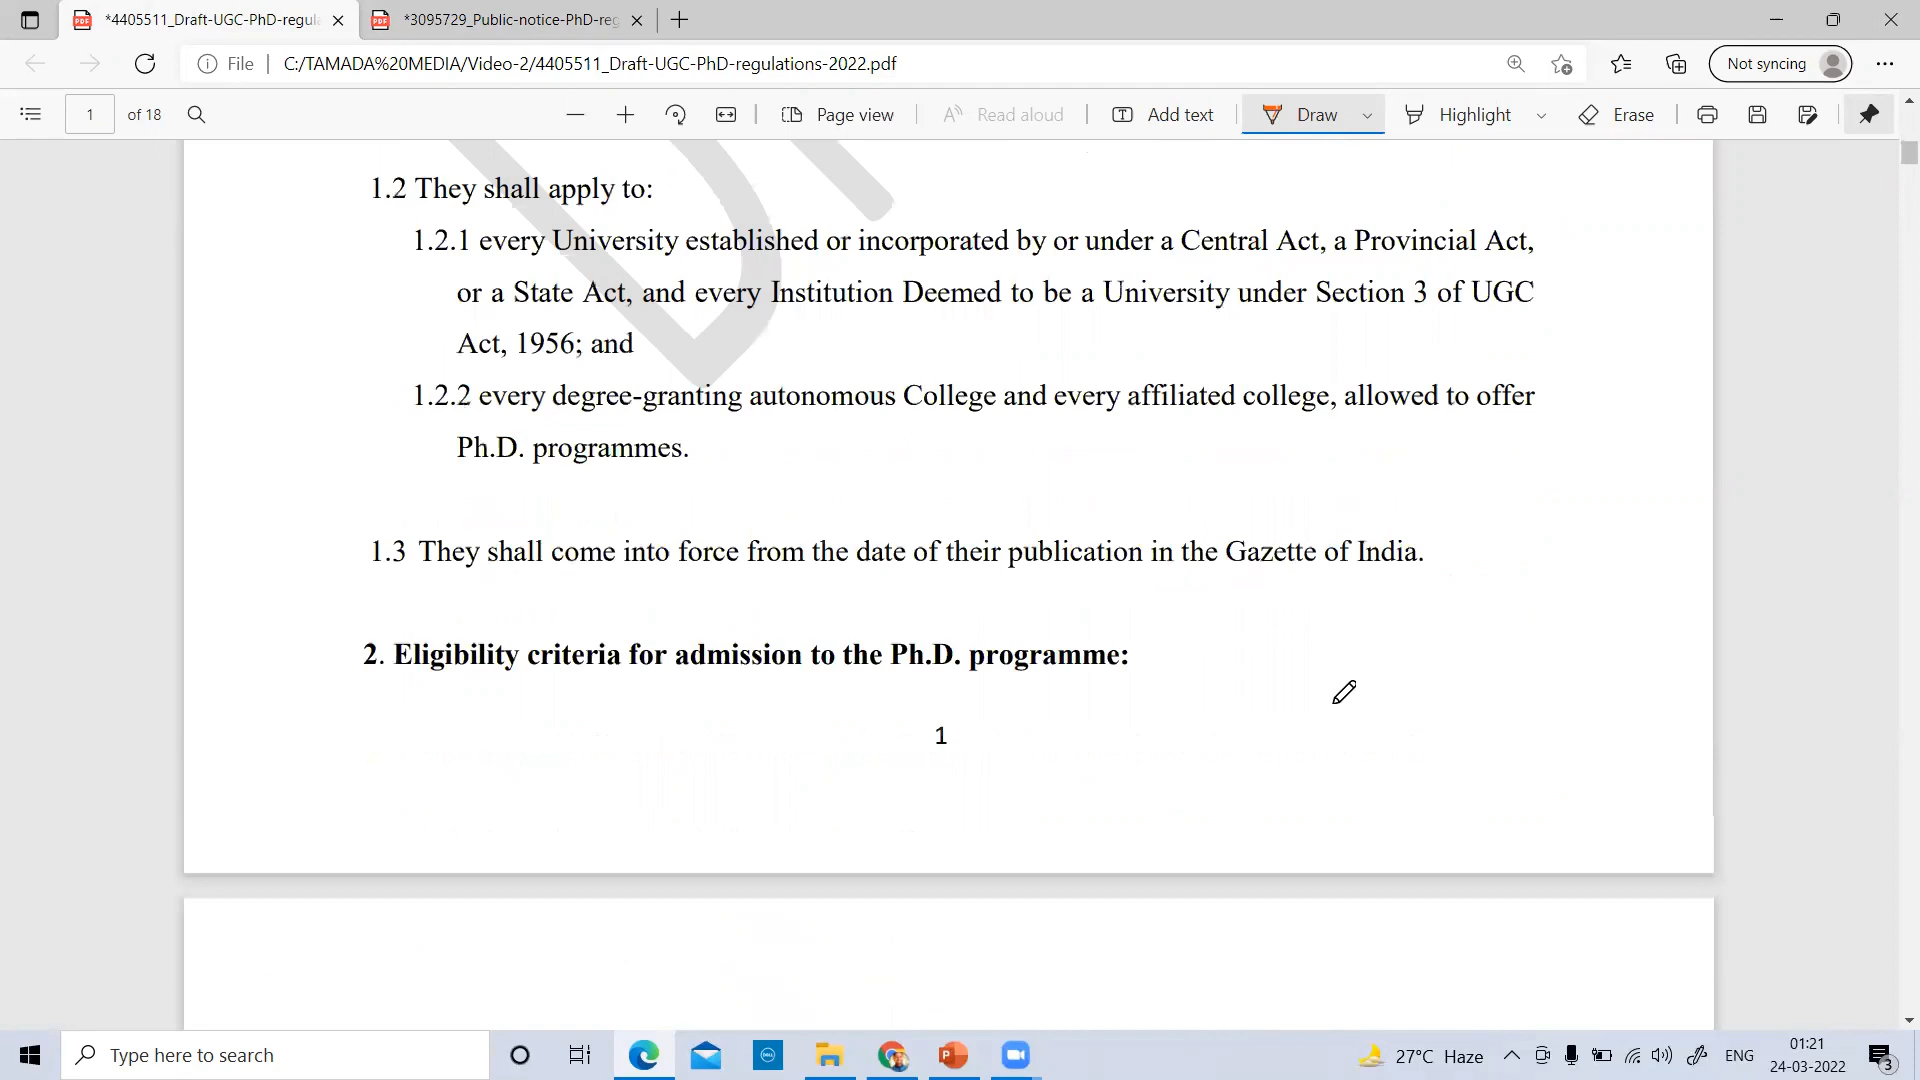 *4405511_Draft-UGC-PhD-regula
*3095729_Public-notice-PhD-reg
File
C:/TAMADA%20MEDIA/Video-2/4405511_Draft-UGC-PhD-regulations-2022.pdf
Not syncing
1 of 18
Page view
Read aloud
Add text
Draw
Highlight
Erase
1.2 They shall apply to:
1.2.1 every University established or incorporated by or under a Central Act, a Provincial Act,
or a State Act, and every Institution Deemed to be a University under Section 3 of UGC
Act, 1956; and
1.2.2 every degree-granting autonomous College and every affiliated college, allowed to offer
Ph.D. programmes.
1.3 They shall come into force from the date of their publication in the Gazette of India.
2. Eligibility criteria for admission to the Ph.D. programme:
1
Type here to search
27°C Haze
ENG
01:21
24-03-2022
3